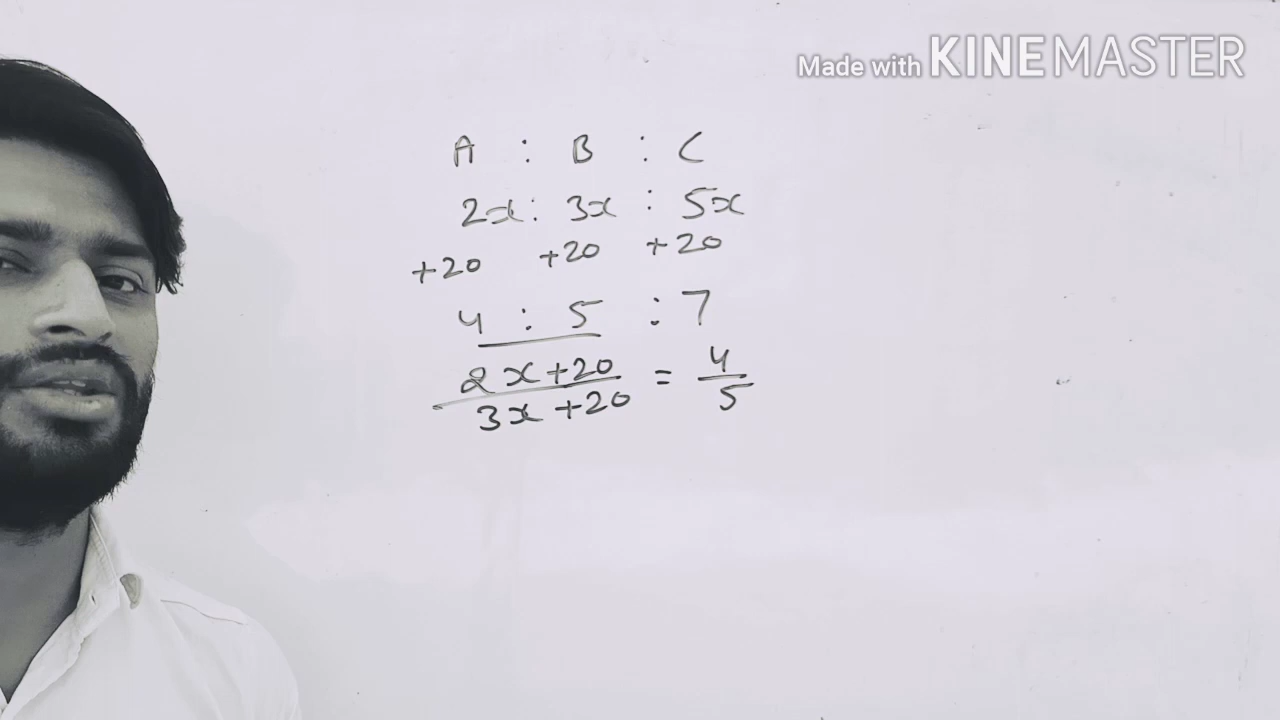 Made with KINEMASTER
A : B : C
2x : 3x : 5x
+20 +20 +20
4 : 5 : 7
2x+20
3x+20
=
4
5